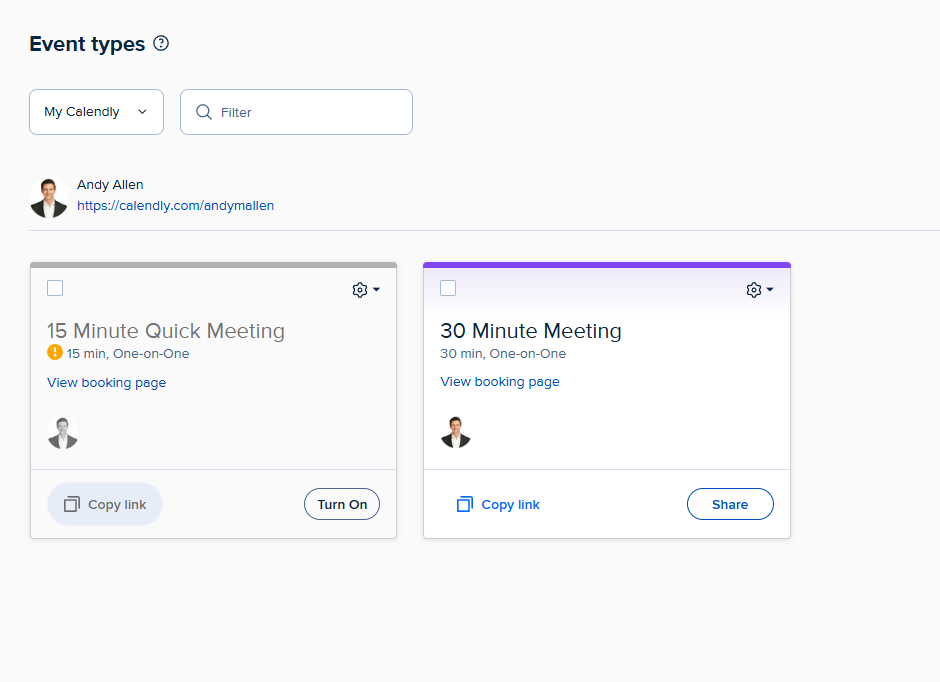 Event types
My Calendly
Filter
Andy Allen
https://calendly.com/andymallen
15 Minute Quick Meeting
15 min, One-on-One
View booking page
Copy link
Turn On
30 Minute Meeting
30 min, One-on-One
View booking page
Copy link
Share